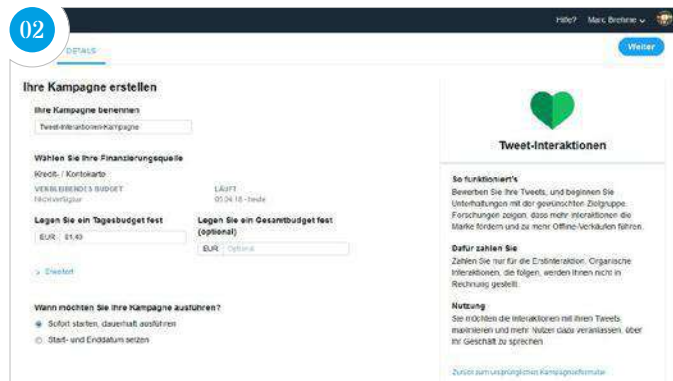 02
Hilfe? Marc Brehme
DETAILS
Weiter
Ihre Kampagne erstellen
Ihre Kampagne benennen
Tweet-Interaktionen-Kampagne
Wählen Sie Ihre Finanzierungsquelle
Kredit- / Kontokarte
VERBLEIBENDES BUDGET
Nicht verfügbar
LÄUFT
05.04.18 - heute
Legen Sie ein Tagesbudget fest
EUR 81,43
Legen Sie ein Gesamtbudget fest
(optional)
EUR Optional
> Erweitert
Wann möchten Sie Ihre Kampagne ausführen?
Sofort starten, dauerhaft ausführen
Start- und Enddatum setzen
Tweet-Interaktionen
So funktioniert's
Bewerben Sie Ihre Tweets, und beginnen Sie
Unterhaltungen mit der gewünschten Zielgruppe.
Forschungen zeigen, dass mehr Interaktionen die
Marke fördern und zu mehr Offline-Verkäufen führen.
Dafür zahlen Sie
Zahlen Sie nur für die Erstinteraktion. Organische
Interaktionen, die folgen, werden Ihnen nicht in
Rechnung gestellt.
Nutzung
Sie möchten die Interaktionen mit Ihren Tweets
maximieren und mehr Nutzer dazu veranlassen, über
Ihr Geschäft zu sprechen
Zurück zum ursprünglichen Kampagnenformular